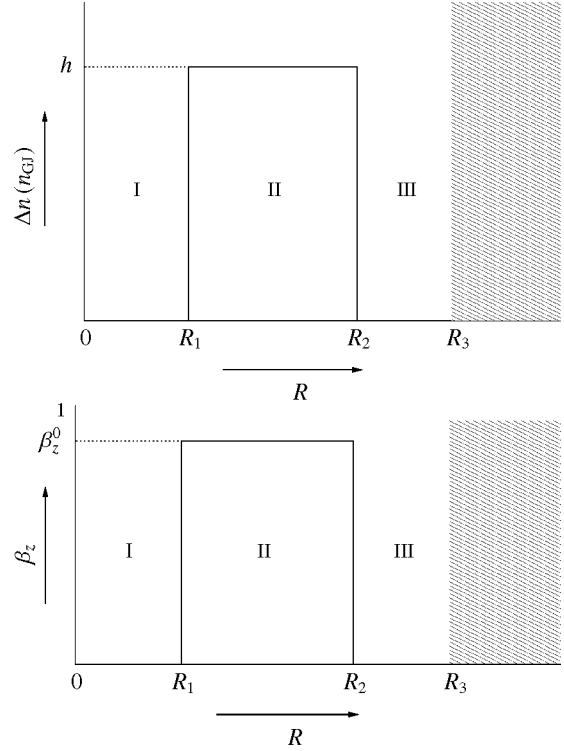 h
Δn (n_GJ)
I II III
0 R₁ R₂ R₃
R
1
β_z^0
β_z
I II III
0 R₁ R₂ R₃
R